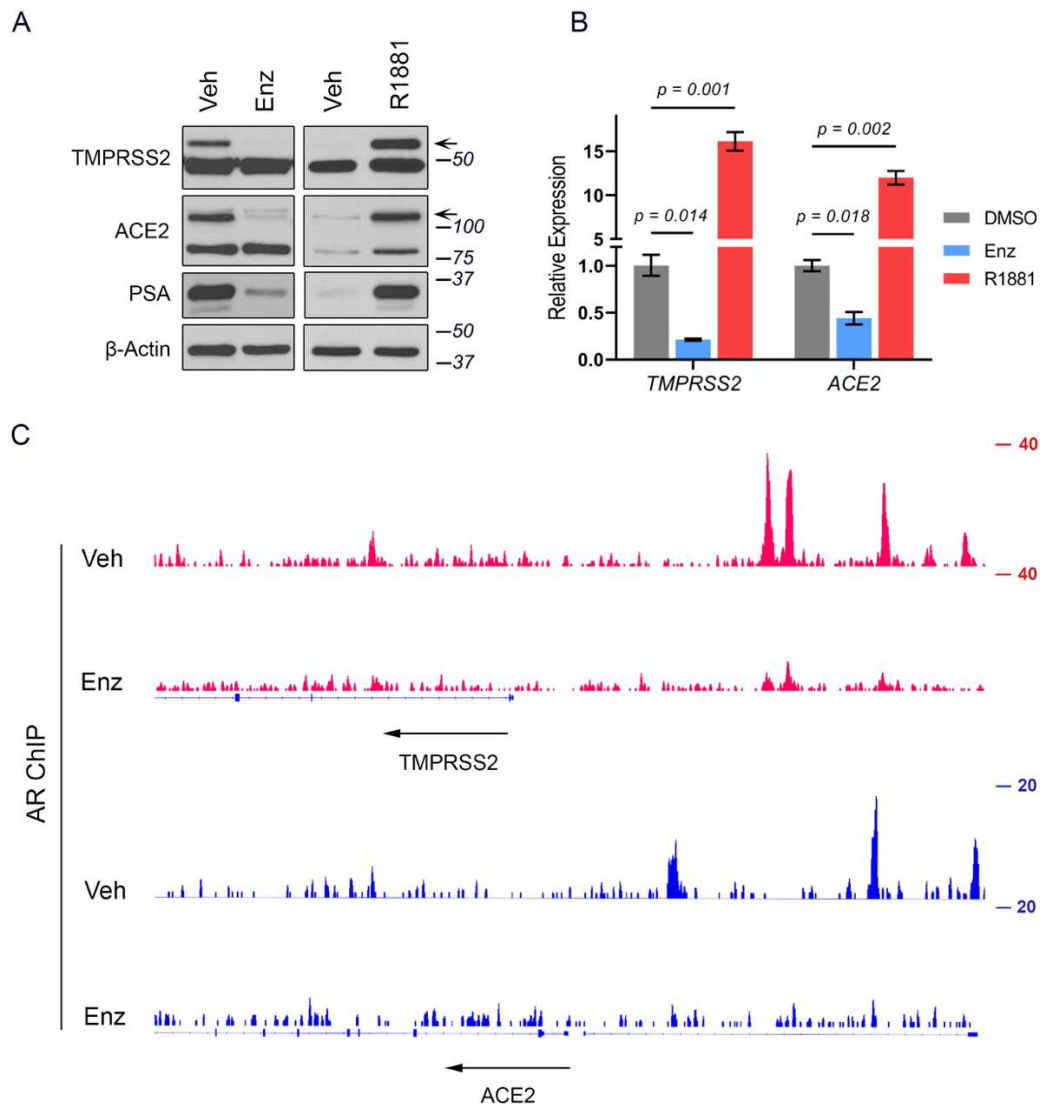 A
Veh
Enz
Veh
R1881
TMPRSS2
–50
ACE2
–100
–75
PSA
–37
β-Actin
–50
–37
B
p = 0.001
p = 0.002
p = 0.014
p = 0.018
Relative Expression
15
10
5
1.0
0.5
0.0
TMPRSS2
ACE2
DMSO
Enz
R1881
C
AR ChIP
Veh
— 40
— 40
Enz
TMPRSS2
Veh
— 20
— 20
Enz
ACE2